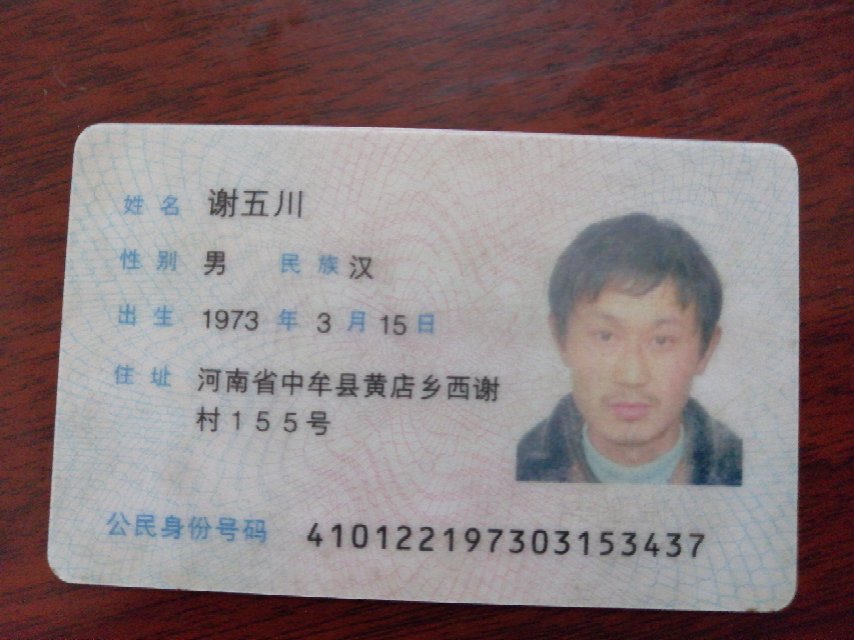 姓名 谢五川
性别 男 民族 汉
出生 1973 年 3 月 15 日
住址 河南省中牟县黄店乡西谢
村155号
公民身份号码 410122197303153437